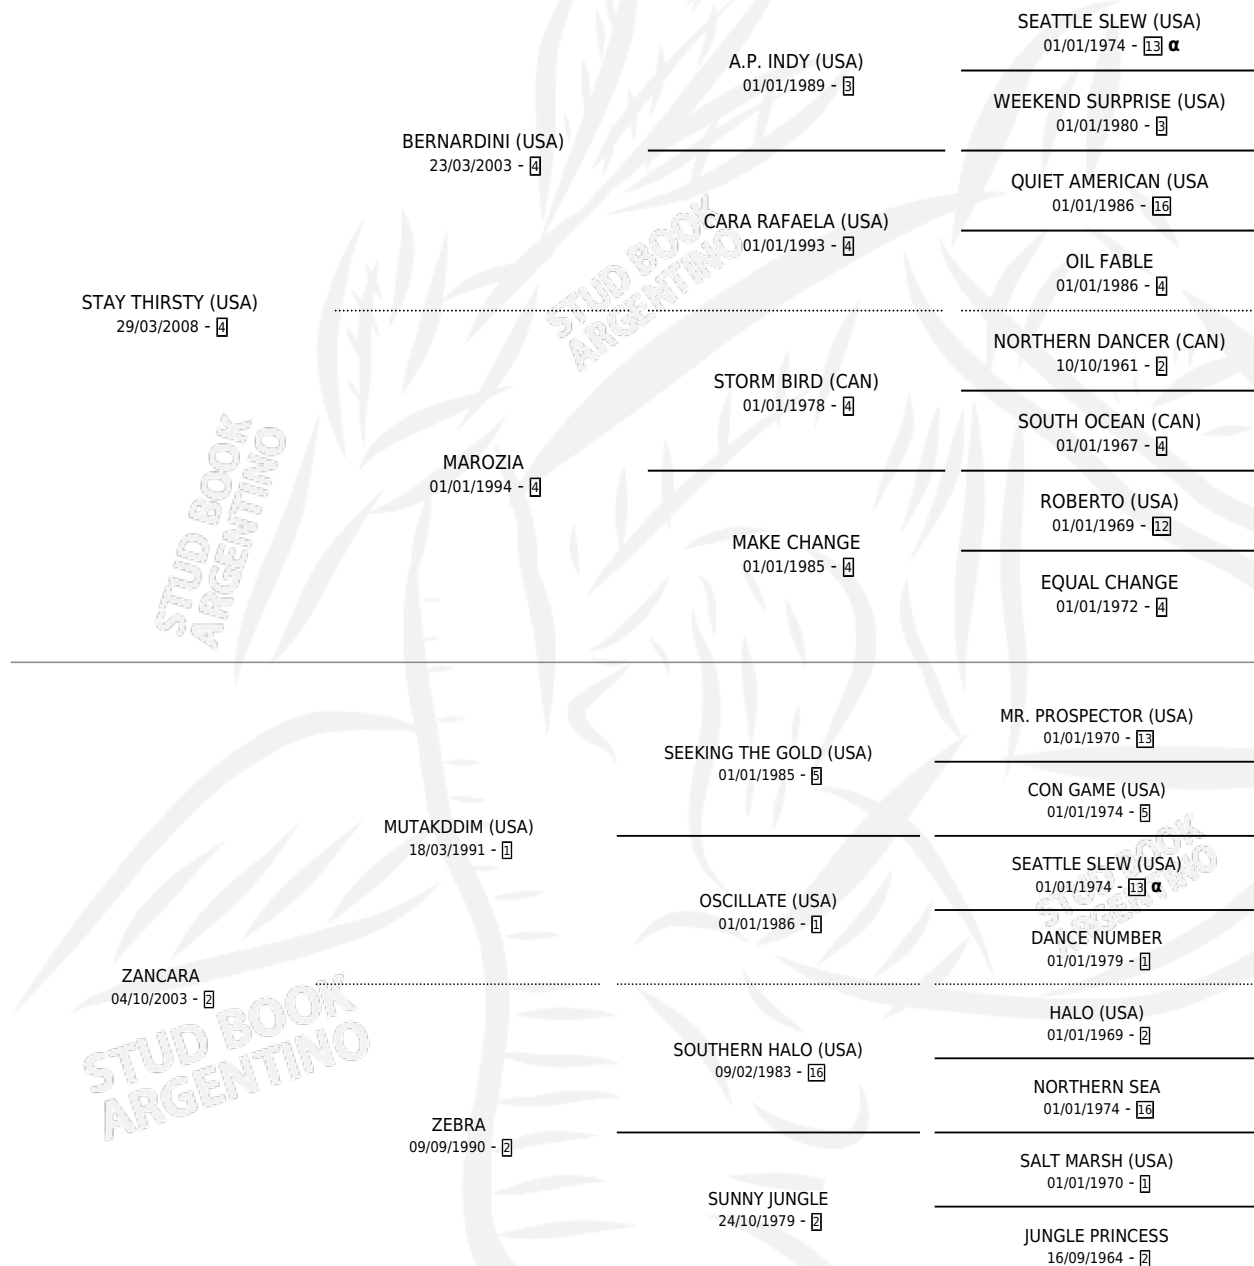 SEATTLE SLEW (USA)
01/01/1974 - 13 α
A.P. INDY (USA)
01/01/1989 - 3
WEEKEND SURPRISE (USA)
01/01/1980 - 3
BERNARDINI (USA)
23/03/2003 - 4
QUIET AMERICAN (USA
01/01/1986 - 16
CARA RAFAELA (USA)
01/01/1993 - 4
OIL FABLE
01/01/1986 - 4
STAY THIRSTY (USA)
29/03/2008 - 4
NORTHERN DANCER (CAN)
10/10/1961 - 2
STORM BIRD (CAN)
01/01/1978 - 4
SOUTH OCEAN (CAN)
01/01/1967 - 4
MAROZIA
01/01/1994 - 4
ROBERTO (USA)
01/01/1969 - 12
MAKE CHANGE
01/01/1985 - 4
EQUAL CHANGE
01/01/1972 - 4
MR. PROSPECTOR (USA)
01/01/1970 - 13
SEEKING THE GOLD (USA)
01/01/1985 - 5
CON GAME (USA)
01/01/1974 - 5
MUTAKDDIM (USA)
18/03/1991 - 1
SEATTLE SLEW (USA)
01/01/1974 - 13 α
OSCILLATE (USA)
01/01/1986 - 1
DANCE NUMBER
01/01/1979 - 1
ZANCARA
04/10/2003 - 2
HALO (USA)
01/01/1969 - 2
SOUTHERN HALO (USA)
09/02/1983 - 16
NORTHERN SEA
01/01/1974 - 16
ZEBRA
09/09/1990 - 2
SALT MARSH (USA)
01/01/1970 - 1
SUNNY JUNGLE
24/10/1979 - 2
JUNGLE PRINCESS
16/09/1964 - 2
STUD BOOK
ARGENTINO
STUD BOOK
ARGENTINO
STUD BOOK
ARGENTINO
STUD BOOK
ARGENTINO